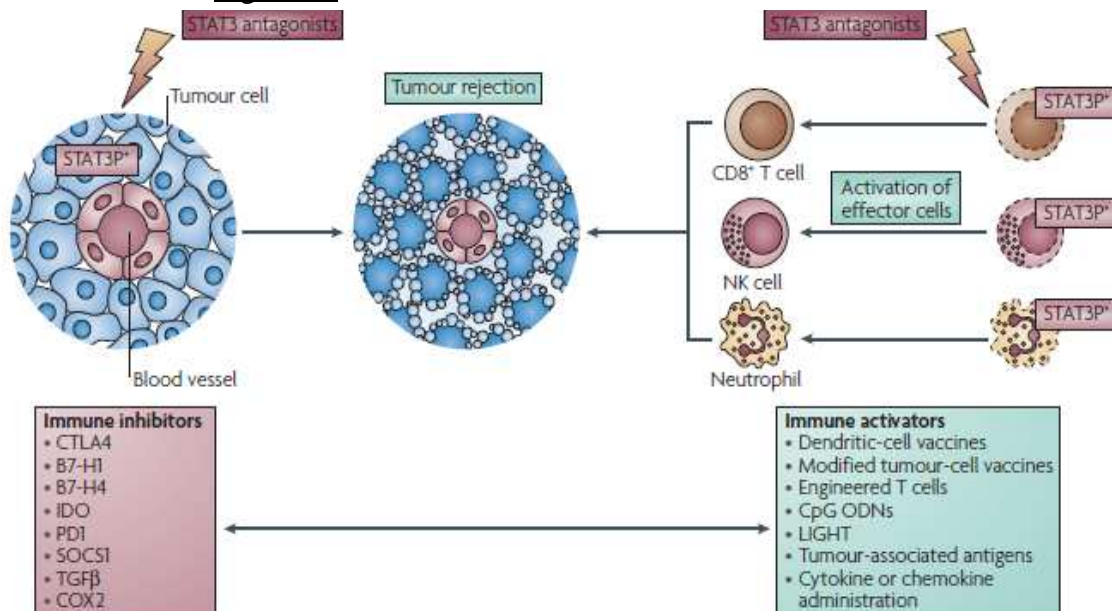 STAT3 antagonists
STAT3 antagonists
Tumour cell
Tumour rejection
STAT3P⁺
STAT3P⁺
CD8⁺ T cell
Activation of
effector cells
STAT3P⁺
NK cell
STAT3P⁺
Blood vessel
Neutrophil
Immune inhibitors
• CTLA4
• B7-H1
• B7-H4
• IDO
• PD1
• SOCS1
• TGFβ
• COX2
Immune activators
• Dendritic-cell vaccines
• Modified tumour-cell vaccines
• Engineered T cells
• CpG ODNs
• LIGHT
• Tumour-associated antigens
• Cytokine or chemokine
administration